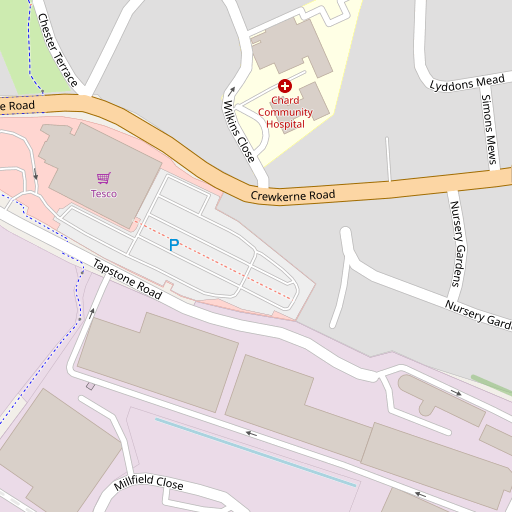 Chester Terrace
e Road
Lyddons Mead
Simons Mews
Chard
Community
Hospital
Wilkins Close
Tesco
Crewkerne Road
Nursery Gardens
P
Tapstone Road
Nursery Garde
Millfield Close